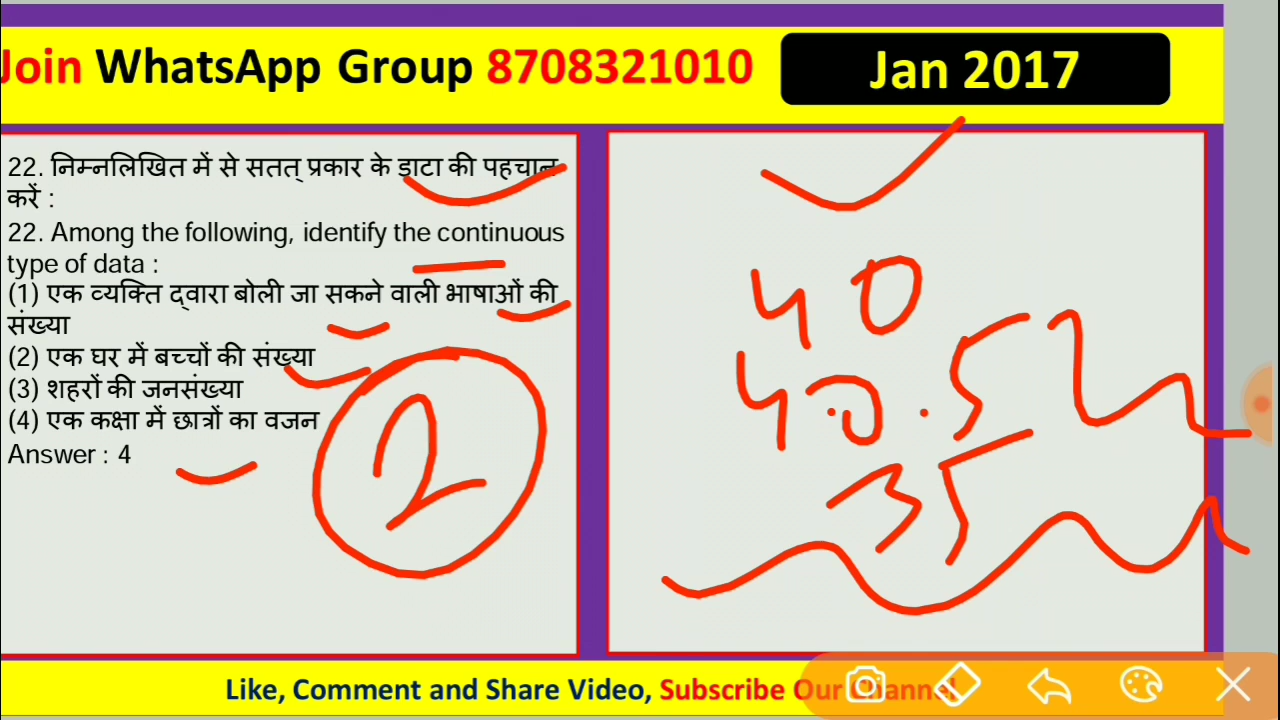 Join WhatsApp Group 8708321010
Jan 2017
22. निम्नलिखित में से सतत् प्रकार के डाटा की पहचान
करें :
22. Among the following, identify the continuous
type of data :
(1) एक व्यक्ति द्वारा बोली जा सकने वाली भाषाओं की
संख्या
(2) एक घर में बच्चों की संख्या
(3) शहरों की जनसंख्या
(4) एक कक्षा में छात्रों का वजन
Answer : 4
2
40
40.5
35
Like, Comment and Share Video, Subscribe Our Channel